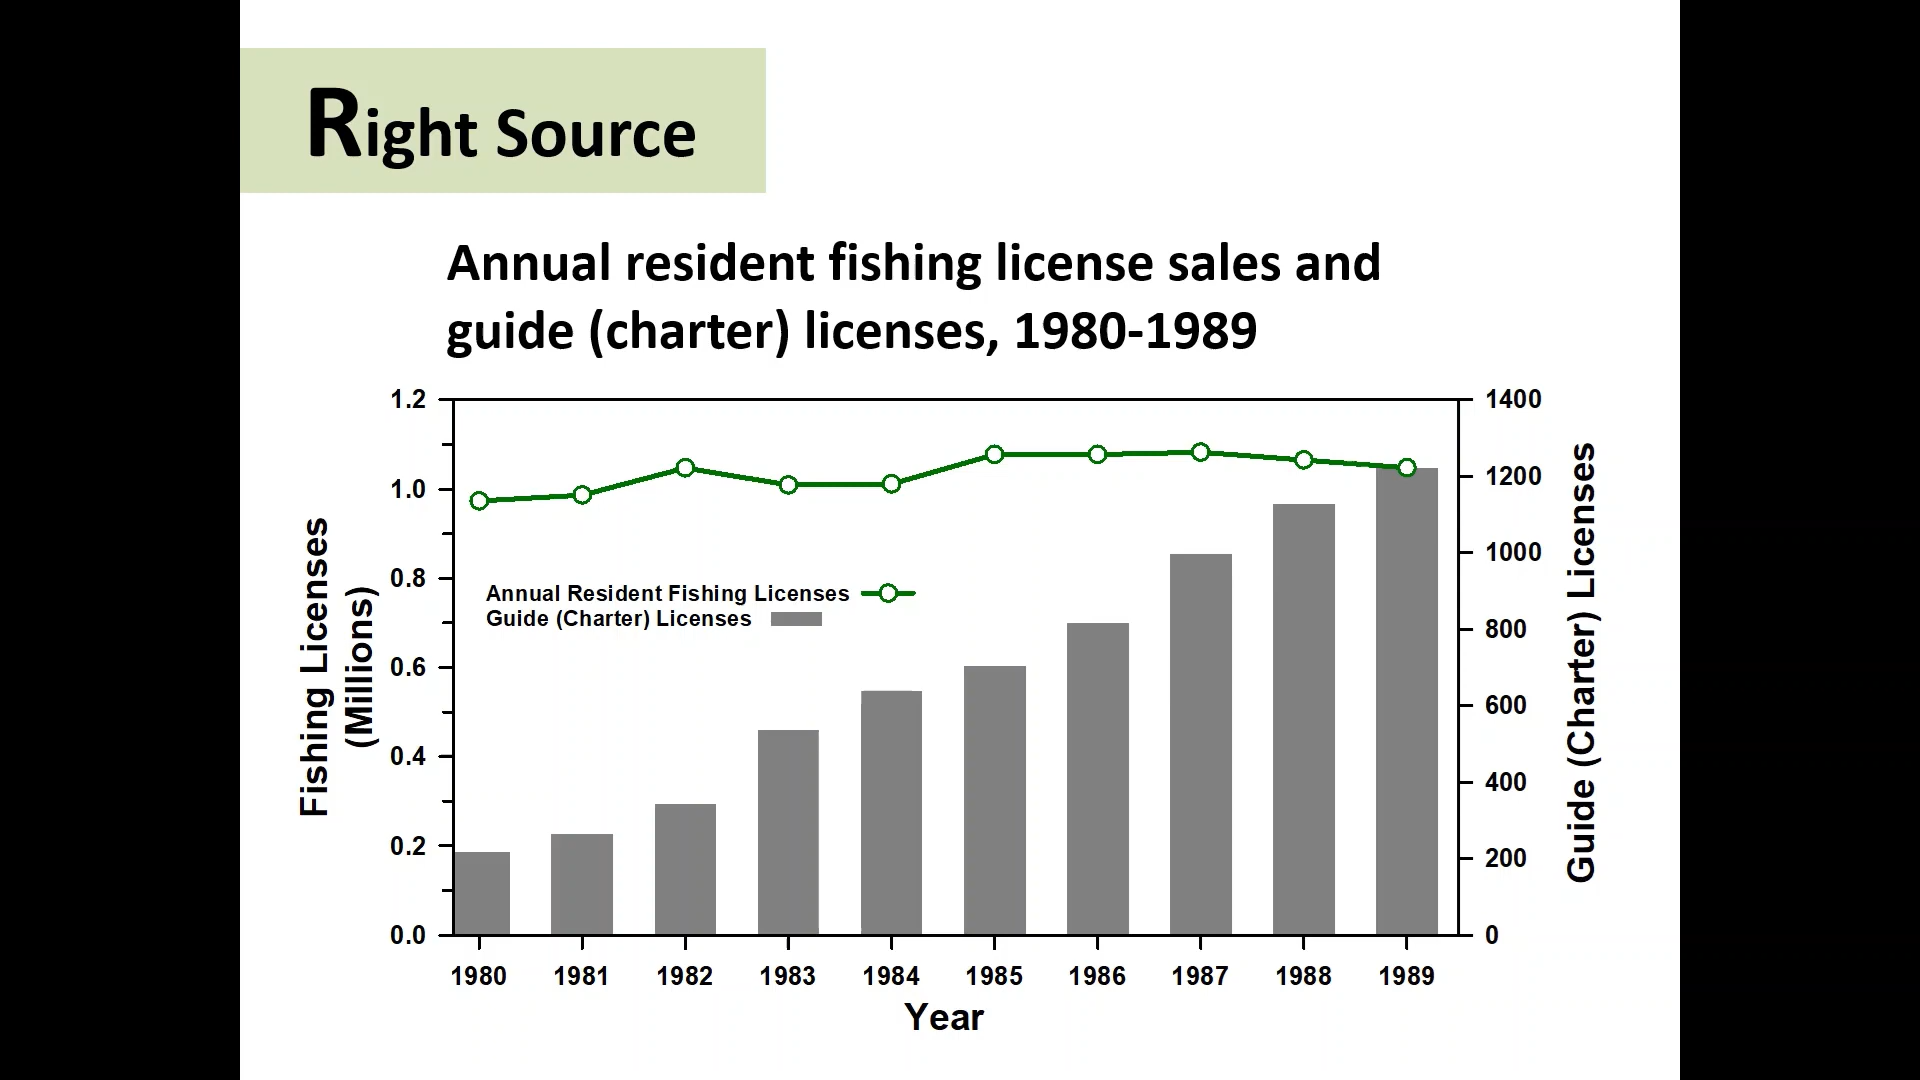 Right Source
Annual resident fishing license sales and
guide (charter) licenses, 1980-1989
Fishing Licenses
(Millions)
1.2
1.0
0.8
0.6
0.4
0.2
0.0
Annual Resident Fishing Licenses
Guide (Charter) Licenses
1400
1200
1000
800
600
400
200
0
Guide (Charter) Licenses
1980 1981 1982 1983 1984 1985 1986 1987 1988 1989
Year